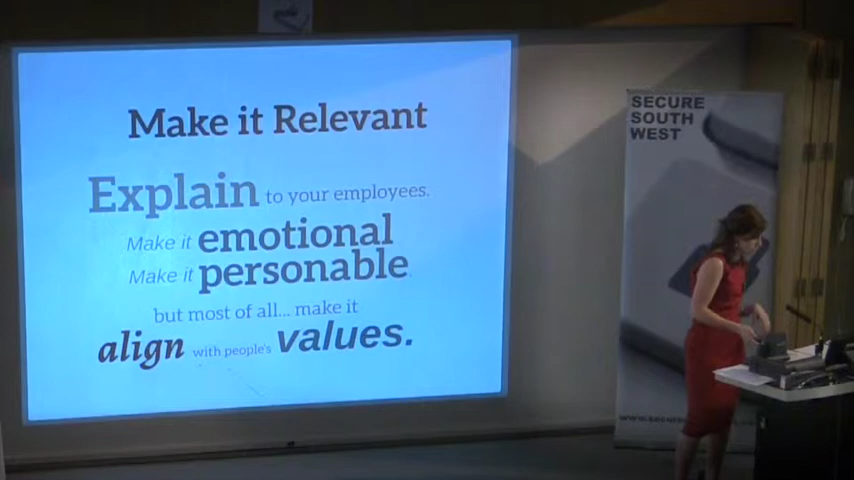 Make it Relevant
Explain to your employees.
Make it emotional
Make it personable
but most of all... make it
align with people's values.
SECURE
SOUTH
WEST